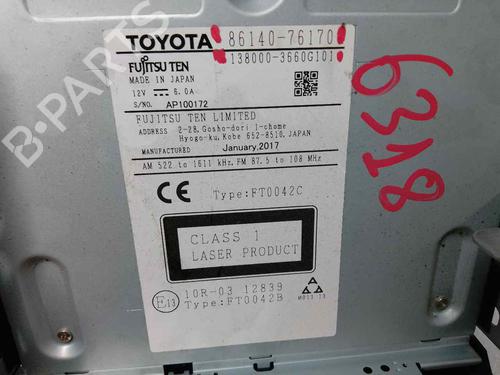 TOYOTA 86140-76170
FUJITSU TEN 138000-3660G101
MADE IN JAPAN
12V 6.0A
S/NO. AP100172
FUJITSU TEN LIMITED
ADDRESS 2-28, Gosho-dori 1-chome
Hyogo-ku, Kobe 652-8510, JAPAN
MANUFACTURED January,2017
AM 522 to 1611 kHz, FM 87.5 to 108 MHz
CE Type:FT0042C
CLASS 1
LASER PRODUCT
E13 10R-03 12839
Type:FT0042B
M013 13
6318
B-PARTS